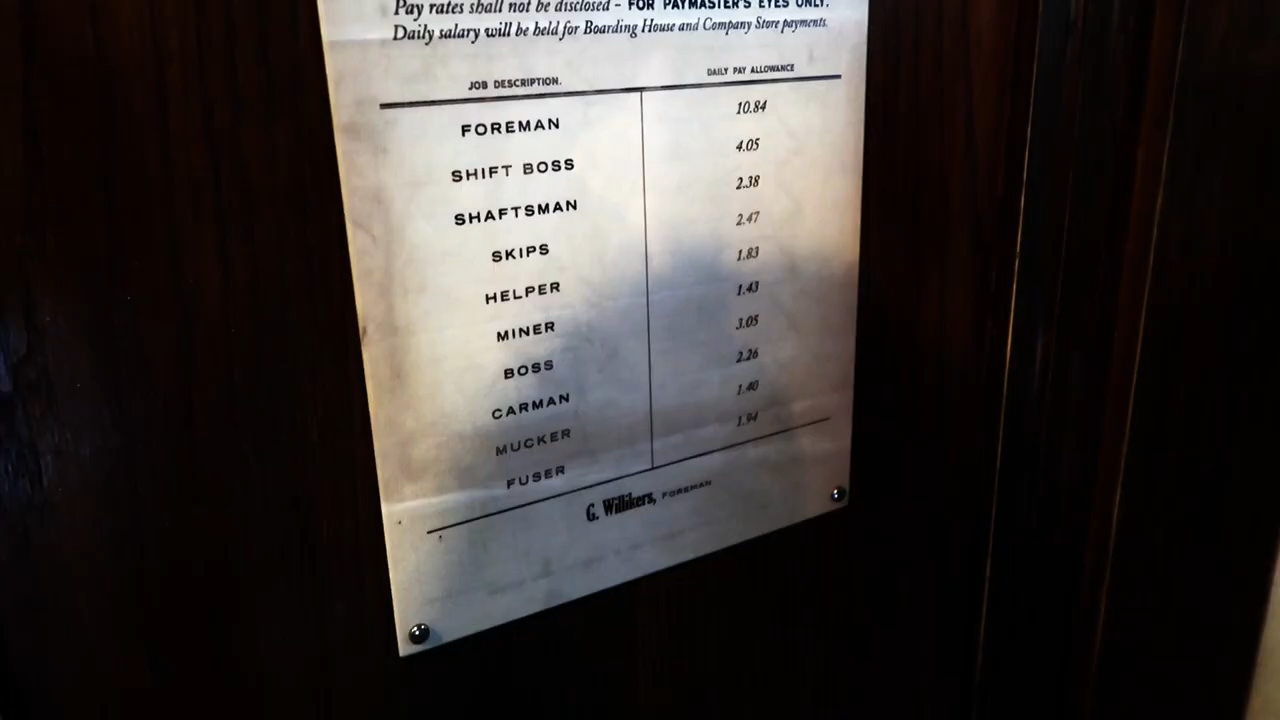 Pay rates shall not be disclosed – FOR PAYMASTER'S EYES ONLY.
Daily salary will be held for Boarding House and Company Store payments.
JOB DESCRIPTION. DAILY PAY ALLOWANCE
FOREMAN 10.84
SHIFT BOSS 4.05
SHAFTSMAN 2.38
SKIPS 2.47
HELPER 1.83
MINER 1.43
BOSS 3.05
CARMAN 2.26
MUCKER 1.40
FUSER 1.94
G. Willikers, FOREMAN